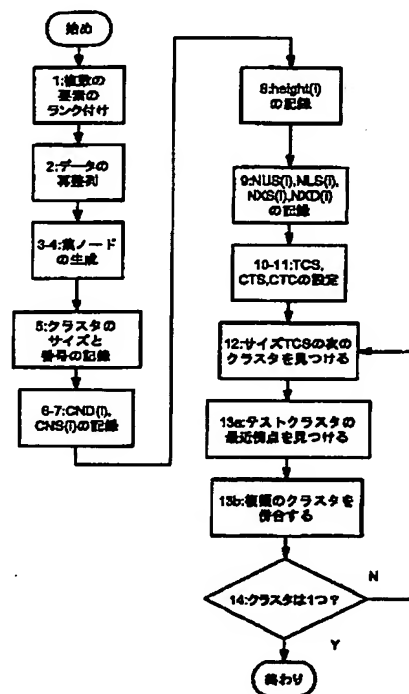 始め
1:複数の
要素の
ランク付け
2:データの
再整列
3-4:葉ノード
の生成
5:クラスタの
サイズと
番号の記録
6-7:CND(i),
CNS(i)の記録
8:height(i)
の記録
9:NUS(i),NLS(i),
NXS(i),NXD(i)
の記録
10-11:TCS,
CTS,CTCの設定
12:サイズTCSの次の
クラスタを見つける
13a:テストクラスタの
最近傍点を見つける
13b:複数のクラスタを
併合する
14:クラスタは1つ?
N
Y
終わり